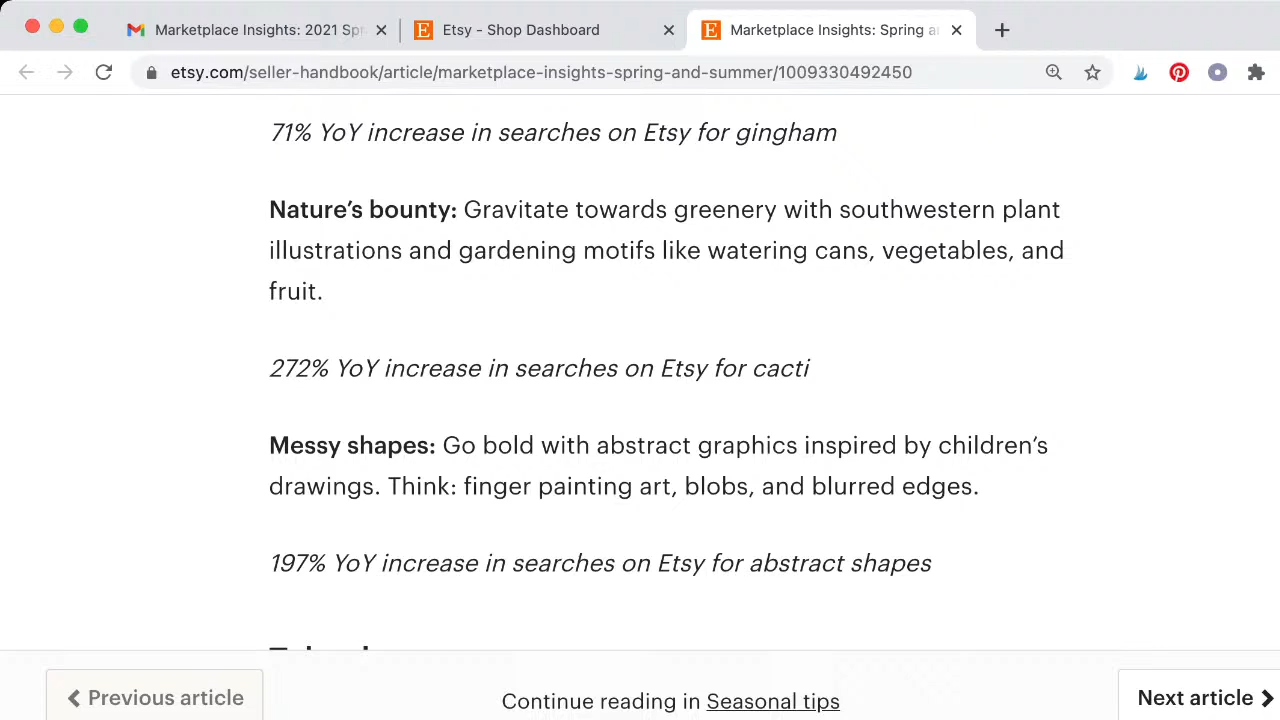 Marketplace Insights: 2021 Spr
Etsy - Shop Dashboard
Marketplace Insights: Spring a
etsy.com/seller-handbook/article/marketplace-insights-spring-and-summer/1009330492450
71% YoY increase in searches on Etsy for gingham
Nature’s bounty: Gravitate towards greenery with southwestern plant
illustrations and gardening motifs like watering cans, vegetables, and
fruit.
272% YoY increase in searches on Etsy for cacti
Messy shapes: Go bold with abstract graphics inspired by children’s
drawings. Think: finger painting art, blobs, and blurred edges.
197% YoY increase in searches on Etsy for abstract shapes
Previous article
Continue reading in Seasonal tips
Next article